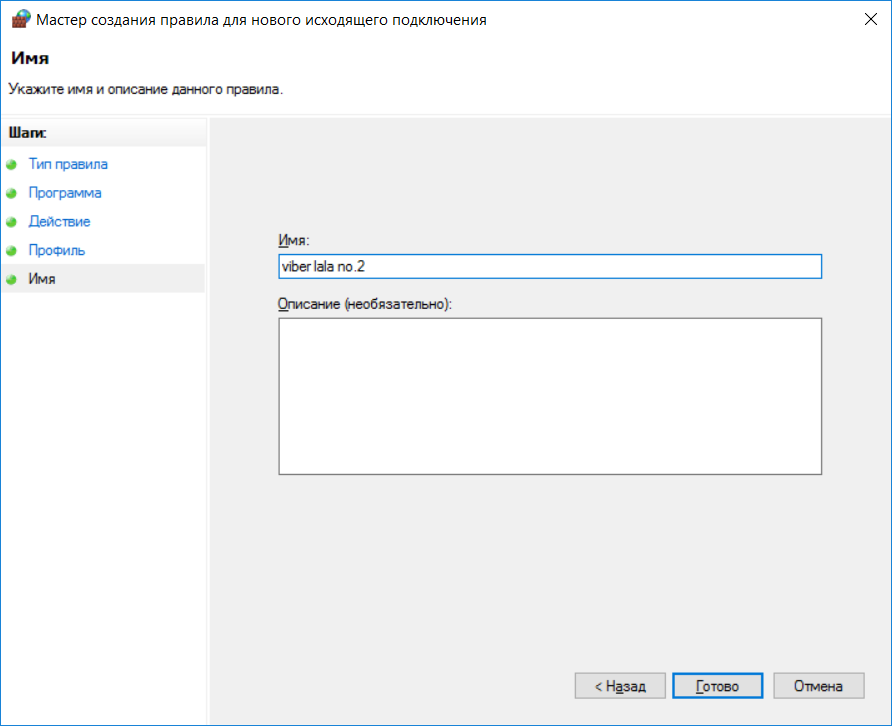 Мастер создания правила для нового исходящего подключения
Имя
Укажите имя и описание данного правила.
Шаги:
Тип правила
Программа
Действие
Профиль
Имя
Имя:
viber lala no.2
Описание (необязательно):
< Назад
Готово
Отмена